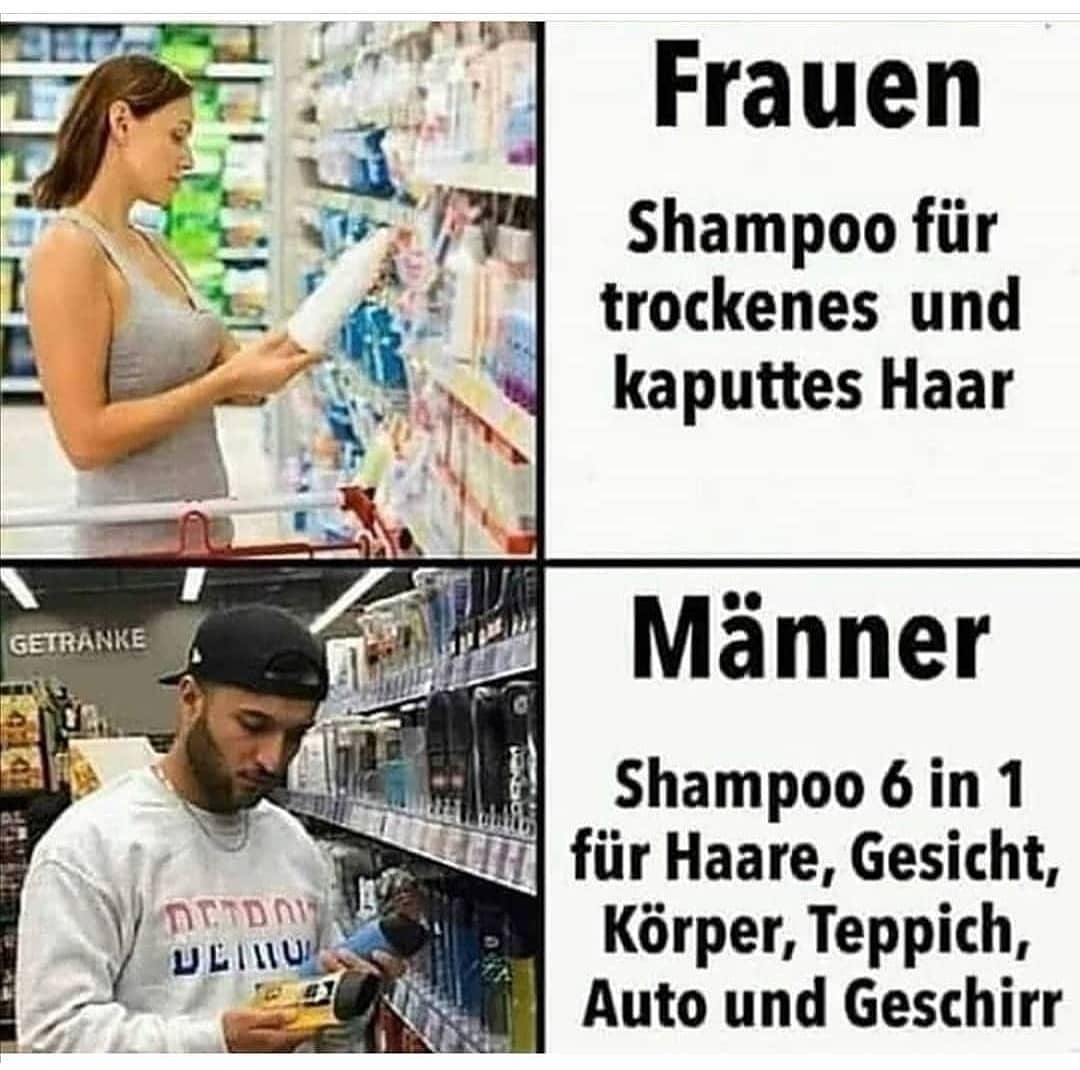 Frauen
Shampoo für
trockenes und
kaputtes Haar
GETRÄNKE
Männer
Shampoo 6 in 1
für Haare, Gesicht,
Körper, Teppich,
Auto und Geschirr